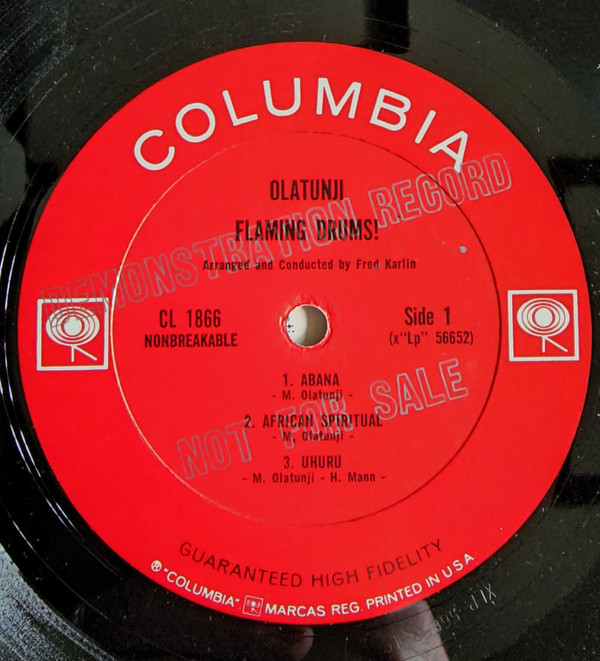 COLUMBIA
OLATUNJI
FLAMING DRUMS!
DEMONSTRATION RECORD
Arranged and Conducted by Fred Karlin
CL 1866
NONBREAKABLE
Side 1
(x"Lp" 56652)
1. ABANA
- M. Olatunji -
2. AFRICAN SPIRITUAL
- M. Olatunji -
NOT FOR SALE
3. UHURU
- M. Olatunji - H. Mann -
GUARANTEED HIGH FIDELITY
Ⓡ "COLUMBIA" MARCAS REG. PRINTED IN U S A
XLP